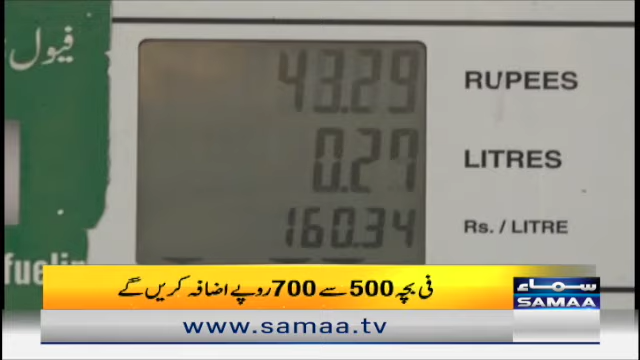 فیول
43.29 RUPEES
0.27 LITRES
160.34 Rs. / LITRE
fuelin
فی بچہ 500 سے 700 روپے اضافہ کریں گے
سماء
SAMAA
www.samaa.tv